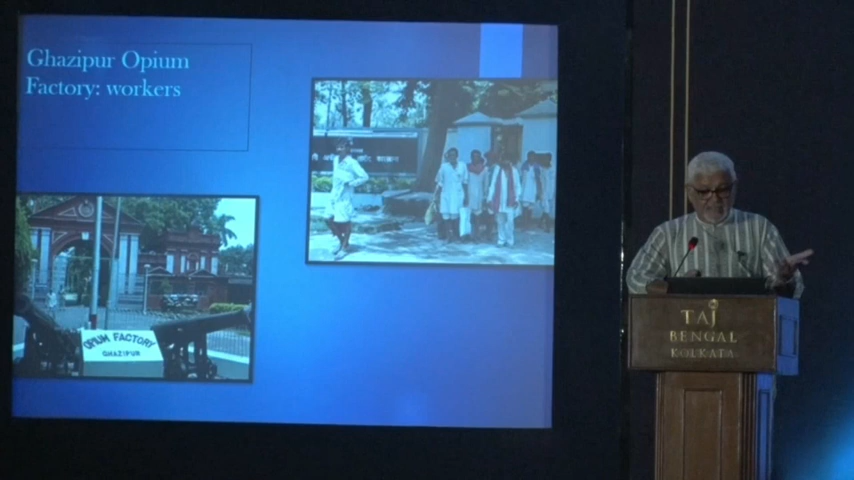 Ghazipur Opium
Factory: workers
OPIUM FACTORY
GHAZIPUR
TAJ
BENGAL
KOLKATA